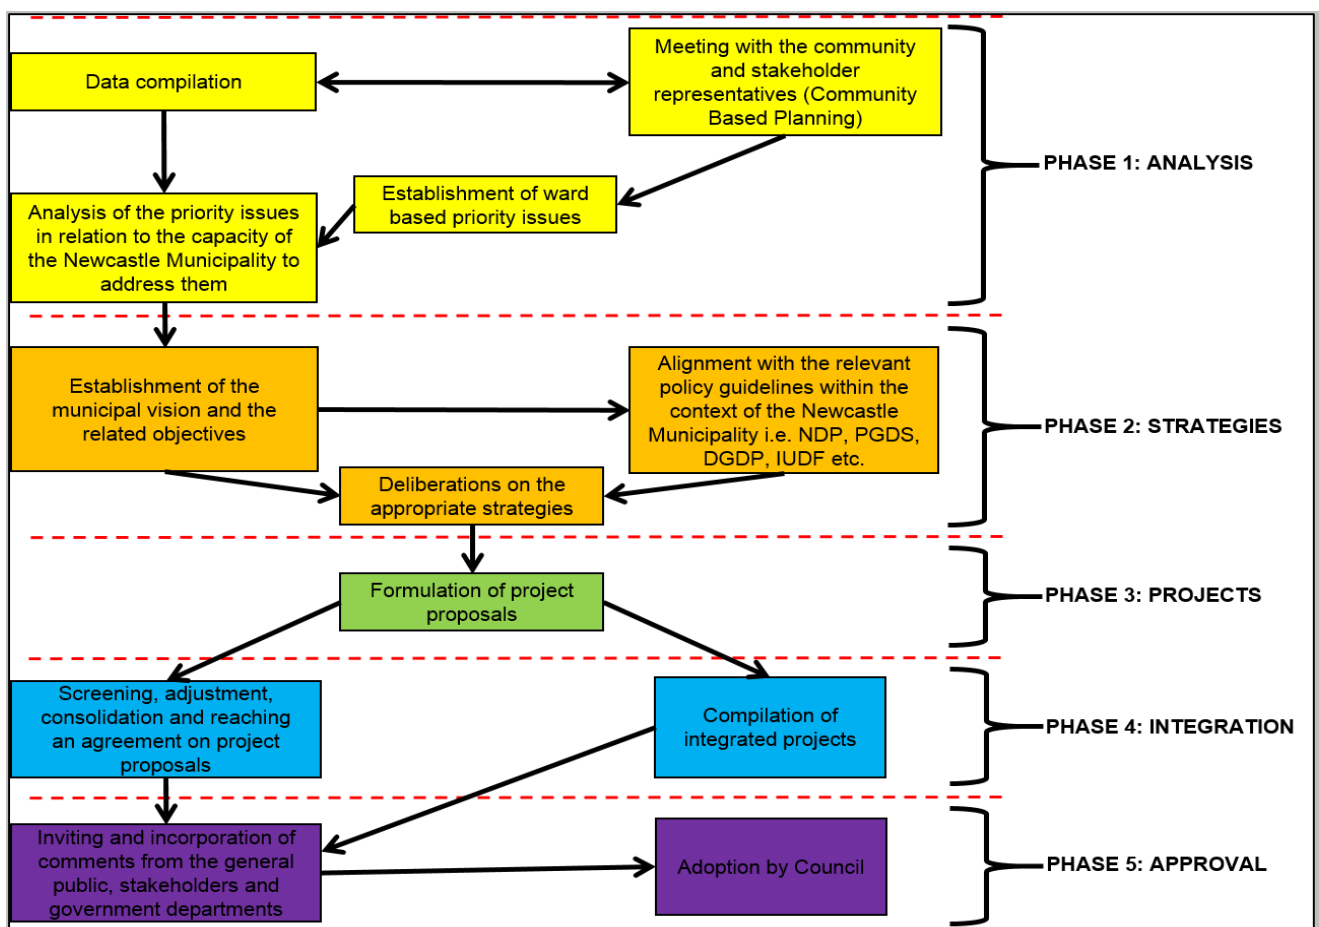 Data compilation
Meeting with the community
and stakeholder
representatives (Community
Based Planning)
Establishment of ward
based priority issues
Analysis of the priority issues
in relation to the capacity of
the Newcastle Municipality to
address them
PHASE 1: ANALYSIS
Establishment of the
municipal vision and the
related objectives
Alignment with the relevant
policy guidelines within the
context of the Newcastle
Municipality i.e. NDP, PGDS,
DGDP, IUDF etc.
Deliberations on the
appropriate strategies
PHASE 2: STRATEGIES
Formulation of project
proposals
PHASE 3: PROJECTS
Screening, adjustment,
consolidation and reaching
an agreement on project
proposals
Compilation of
integrated projects
PHASE 4: INTEGRATION
Inviting and incorporation of
comments from the general
public, stakeholders and
government departments
Adoption by Council
PHASE 5: APPROVAL